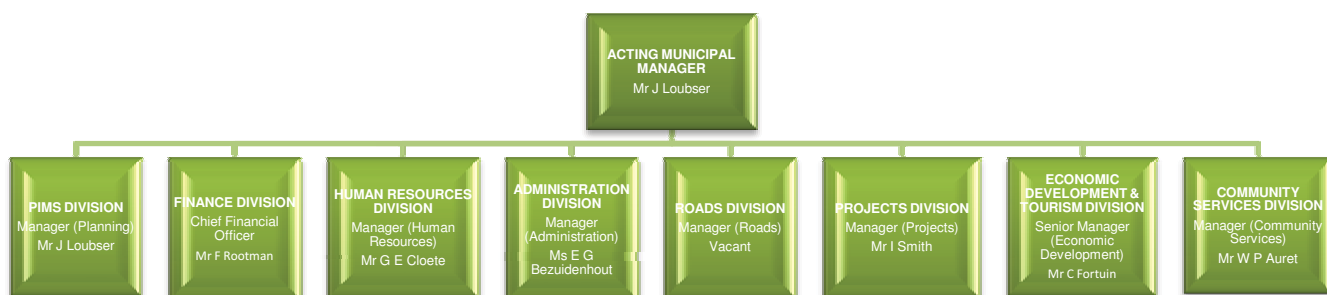 ACTING MUNICIPAL
MANAGER
Mr J Loubser
PIMS DIVISION
Manager (Planning)
Mr J Loubser
FINANCE DIVISION
Chief Financial
Officer
Mr F Rootman
HUMAN RESOURCES
DIVISION
Manager (Human
Resources)
Mr G E Cloete
ADMINISTRATION
DIVISION
Manager
(Administration)
Ms E G
Bezuidenhout
ROADS DIVISION
Manager (Roads)
Vacant
PROJECTS DIVISION
Manager (Projects)
Mr I Smith
ECONOMIC
DEVELOPMENT &
TOURISM DIVISION
Senior Manager
(Economic
Development)
Mr C Fortuin
COMMUNITY
SERVICES DIVISION
Manager (Community
Services)
Mr W P Auret